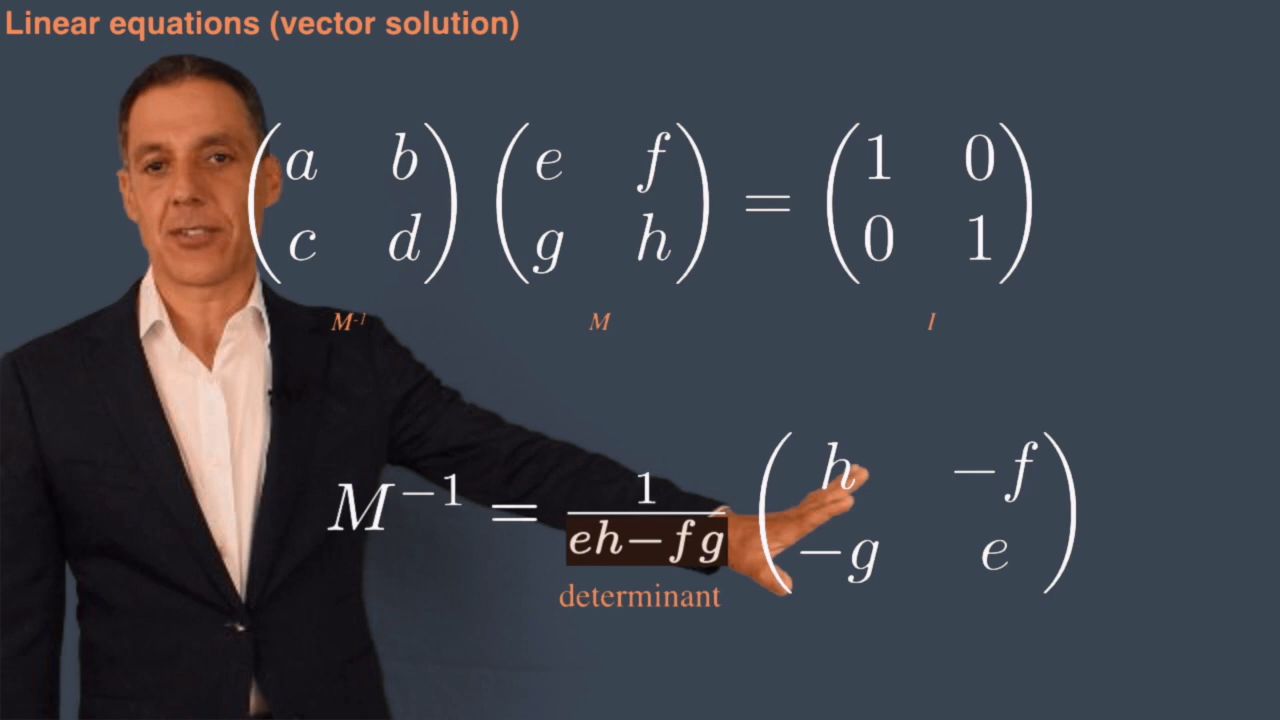 Linear equations (vector solution)
(a b) (e f) = (1 0)
(c d) (g h)   (0 1)
M⁻¹ M I
M⁻¹ = 1/(eh−fg) (h −f)
(−g e)
determinant